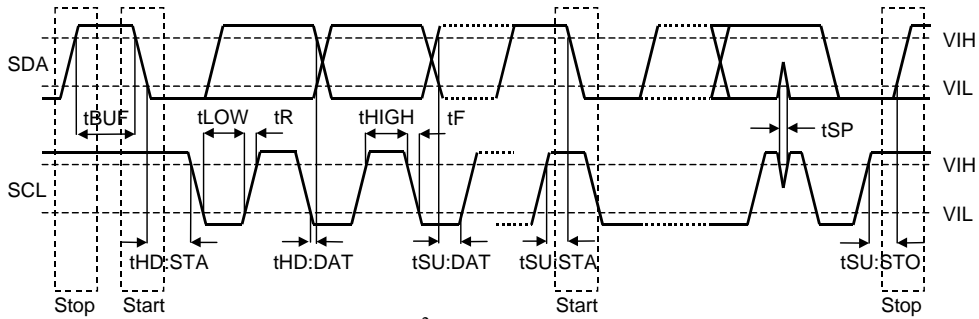 VIH
SDA
VIL
tBUF
tLOW
tR
tHIGH
tF
tSP
VIH
SCL
VIL
tHD:STA
tHD:DAT
tSU:DAT
tSU:STA
tSU:STO
Stop
Start
Start
Stop